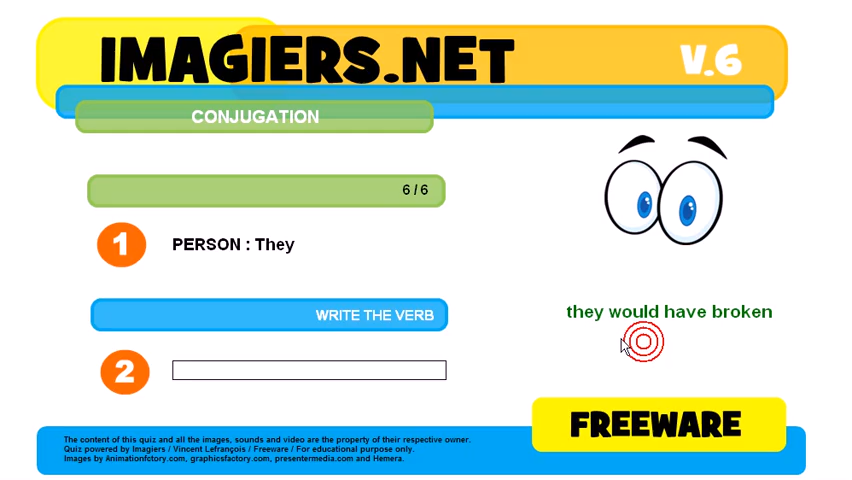 IMAGIERS.NET
V.6
CONJUGATION
6 / 6
1
PERSON : They
WRITE THE VERB
they would have broken
2
FREEWARE
The content of this quiz and all the images, sounds and video are the property of their respective owner.
Quiz powered by Imagiers / Vincent Lefrançois / Freeware / For educational purpose only.
Images by Animationfctory.com, graphicsfactory.com, presentermedia.com and Hemera.